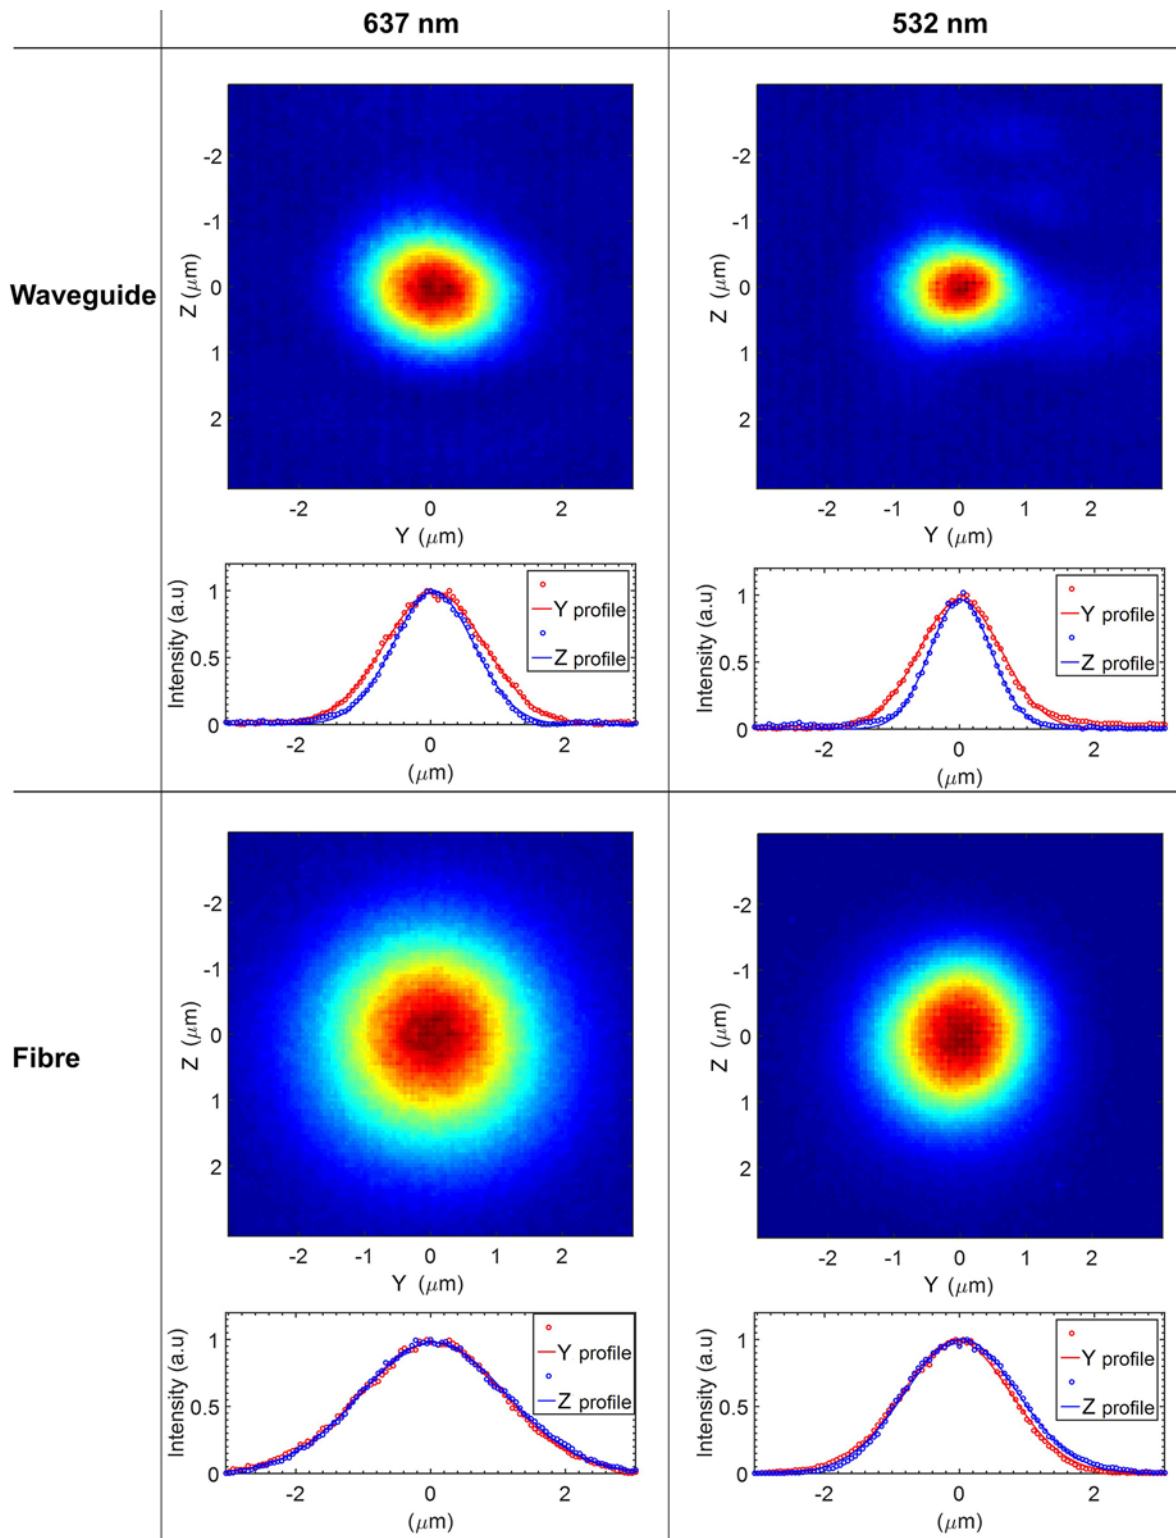 637 nm
532 nm
Waveguide
Z (μm)
-2
-1
0
1
2
-2
0
2
Y (μm)
Z (μm)
-2
-1
0
1
2
-2
-1
0
1
2
Y (μm)
Intensity (a.u)
1
0.5
0
-2
0
2
(μm)
Y profile
Z profile
Intensity (a.u)
1
0.5
0
-2
0
2
(μm)
Y profile
Z profile
Fibre
Z (μm)
-2
-1
0
1
2
-2
-1
0
1
2
Y (μm)
Z (μm)
-2
-1
0
1
2
-2
-1
0
1
2
Y (μm)
Intensity (a.u)
1
0.5
0
-2
0
2
(μm)
Y profile
Z profile
Intensity (a.u)
1
0.5
0
-2
0
2
(μm)
Y profile
Z profile